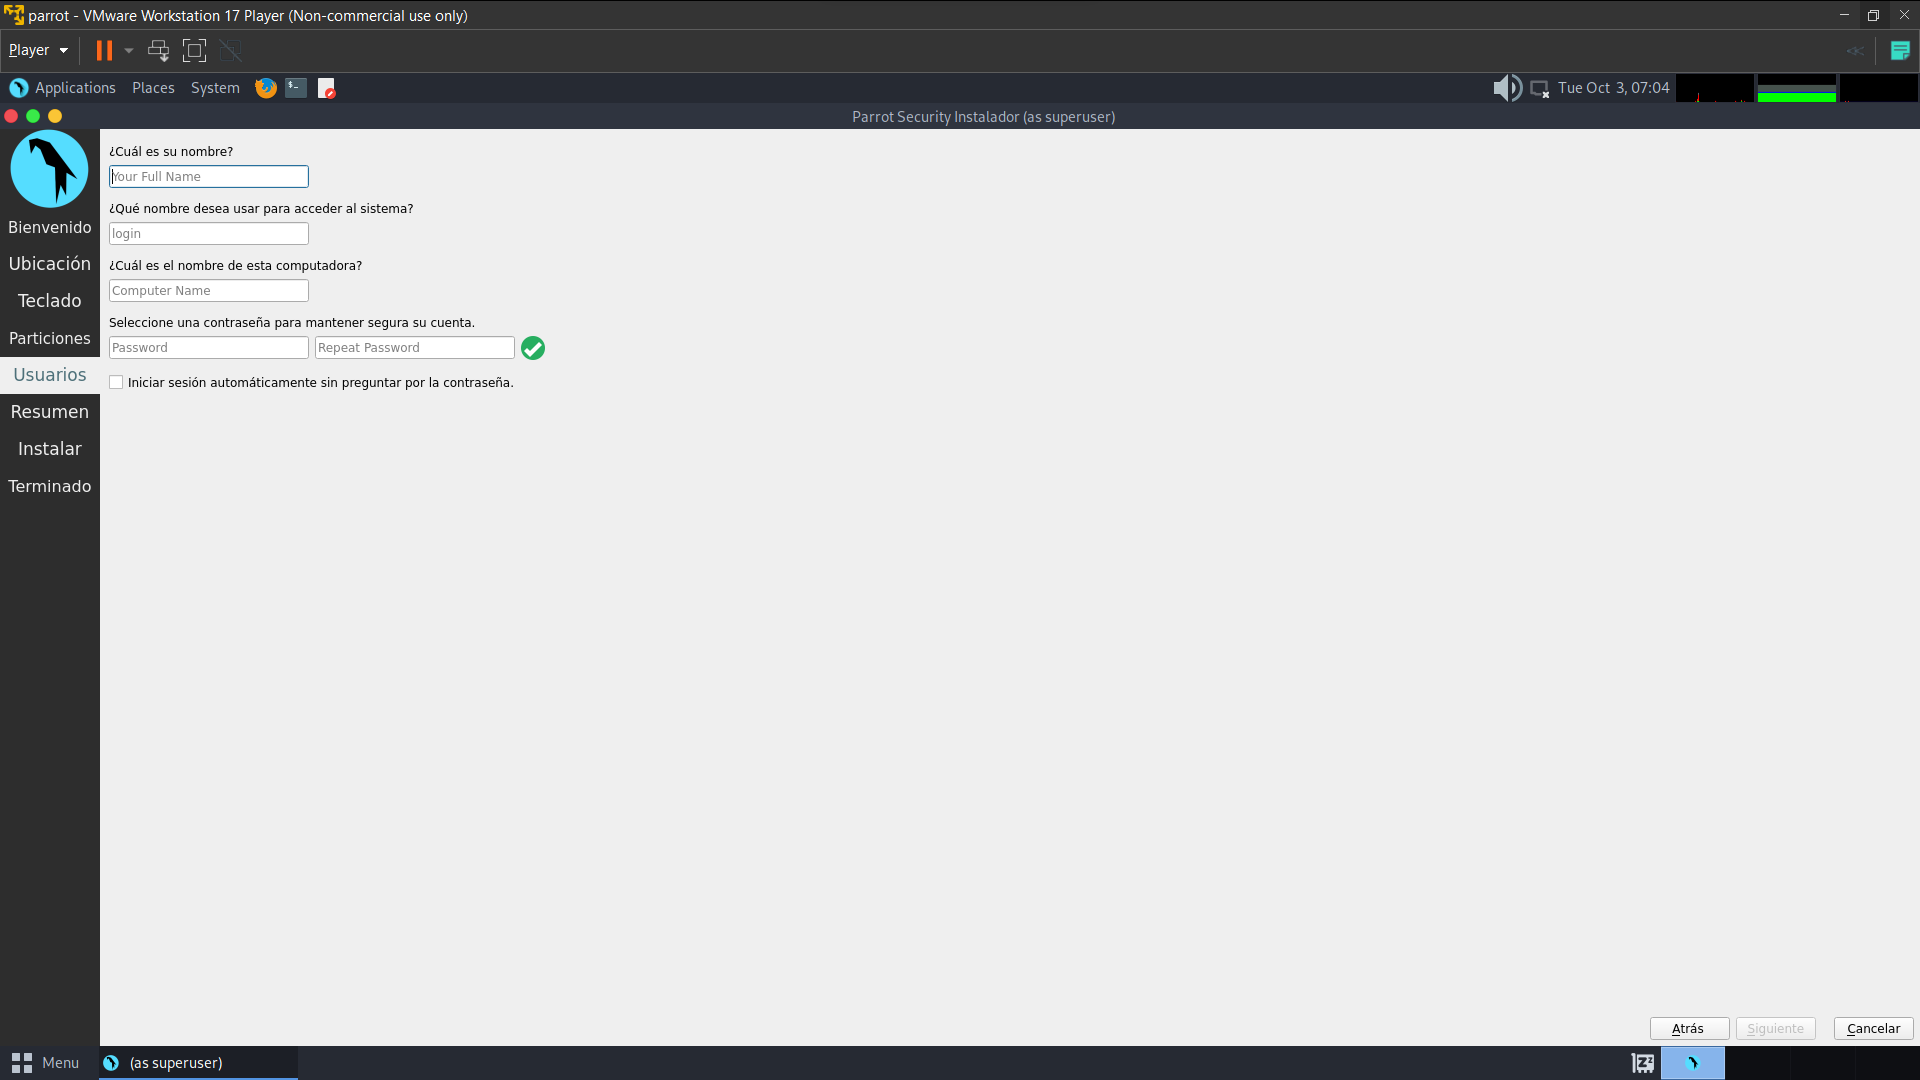 parrot - VMware Workstation 17 Player (Non-commercial use only)
Player
Applications Places System
Tue Oct 3, 07:04
Parrot Security Instalador (as superuser)
Bienvenido
Ubicación
Teclado
Particiones
Usuarios
Resumen
Instalar
Terminado
¿Cuál es su nombre?
Your Full Name
¿Qué nombre desea usar para acceder al sistema?
login
¿Cuál es el nombre de esta computadora?
Computer Name
Seleccione una contraseña para mantener segura su cuenta.
Password Repeat Password
Iniciar sesión automáticamente sin preguntar por la contraseña.
Atrás Siguiente Cancelar
Menu (as superuser)